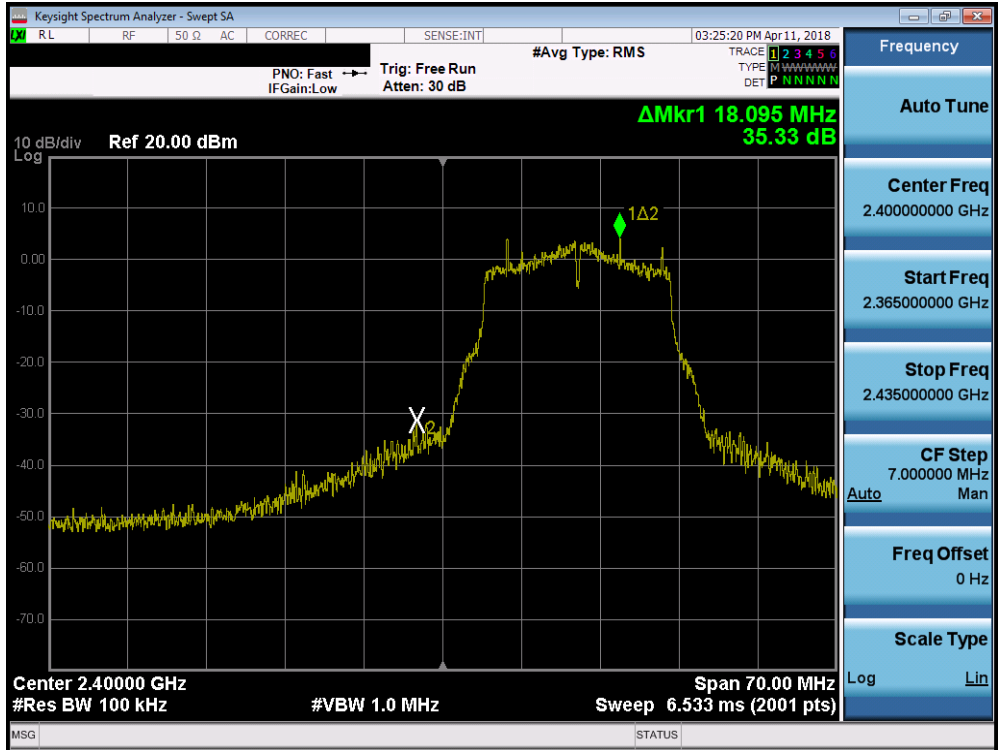 Keysight Spectrum Analyzer - Swept SA
LXI RL RF 50 Ω AC CORREC SENSE:INT 03:25:20 PM Apr 11, 2018
#Avg Type: RMS TRACE 1 2 3 4 5 6
PNO: Fast Trig: Free Run TYPE M W W W W W
IFGain:Low Atten: 30 dB DET P N N N N N
ΔMkr1 18.095 MHz
35.33 dB
10 dB/div Ref 20.00 dBm
Log
10.0
1Δ2
0.00
-10.0
-20.0
-30.0
X2
-40.0
-50.0
-60.0
-70.0
Center 2.40000 GHz Span 70.00 MHz
#Res BW 100 kHz #VBW 1.0 MHz Sweep 6.533 ms (2001 pts)
MSG STATUS
Frequency
Auto Tune
Center Freq
2.400000000 GHz
Start Freq
2.365000000 GHz
Stop Freq
2.435000000 GHz
CF Step
7.000000 MHz
Auto Man
Freq Offset
0 Hz
Scale Type
Log Lin